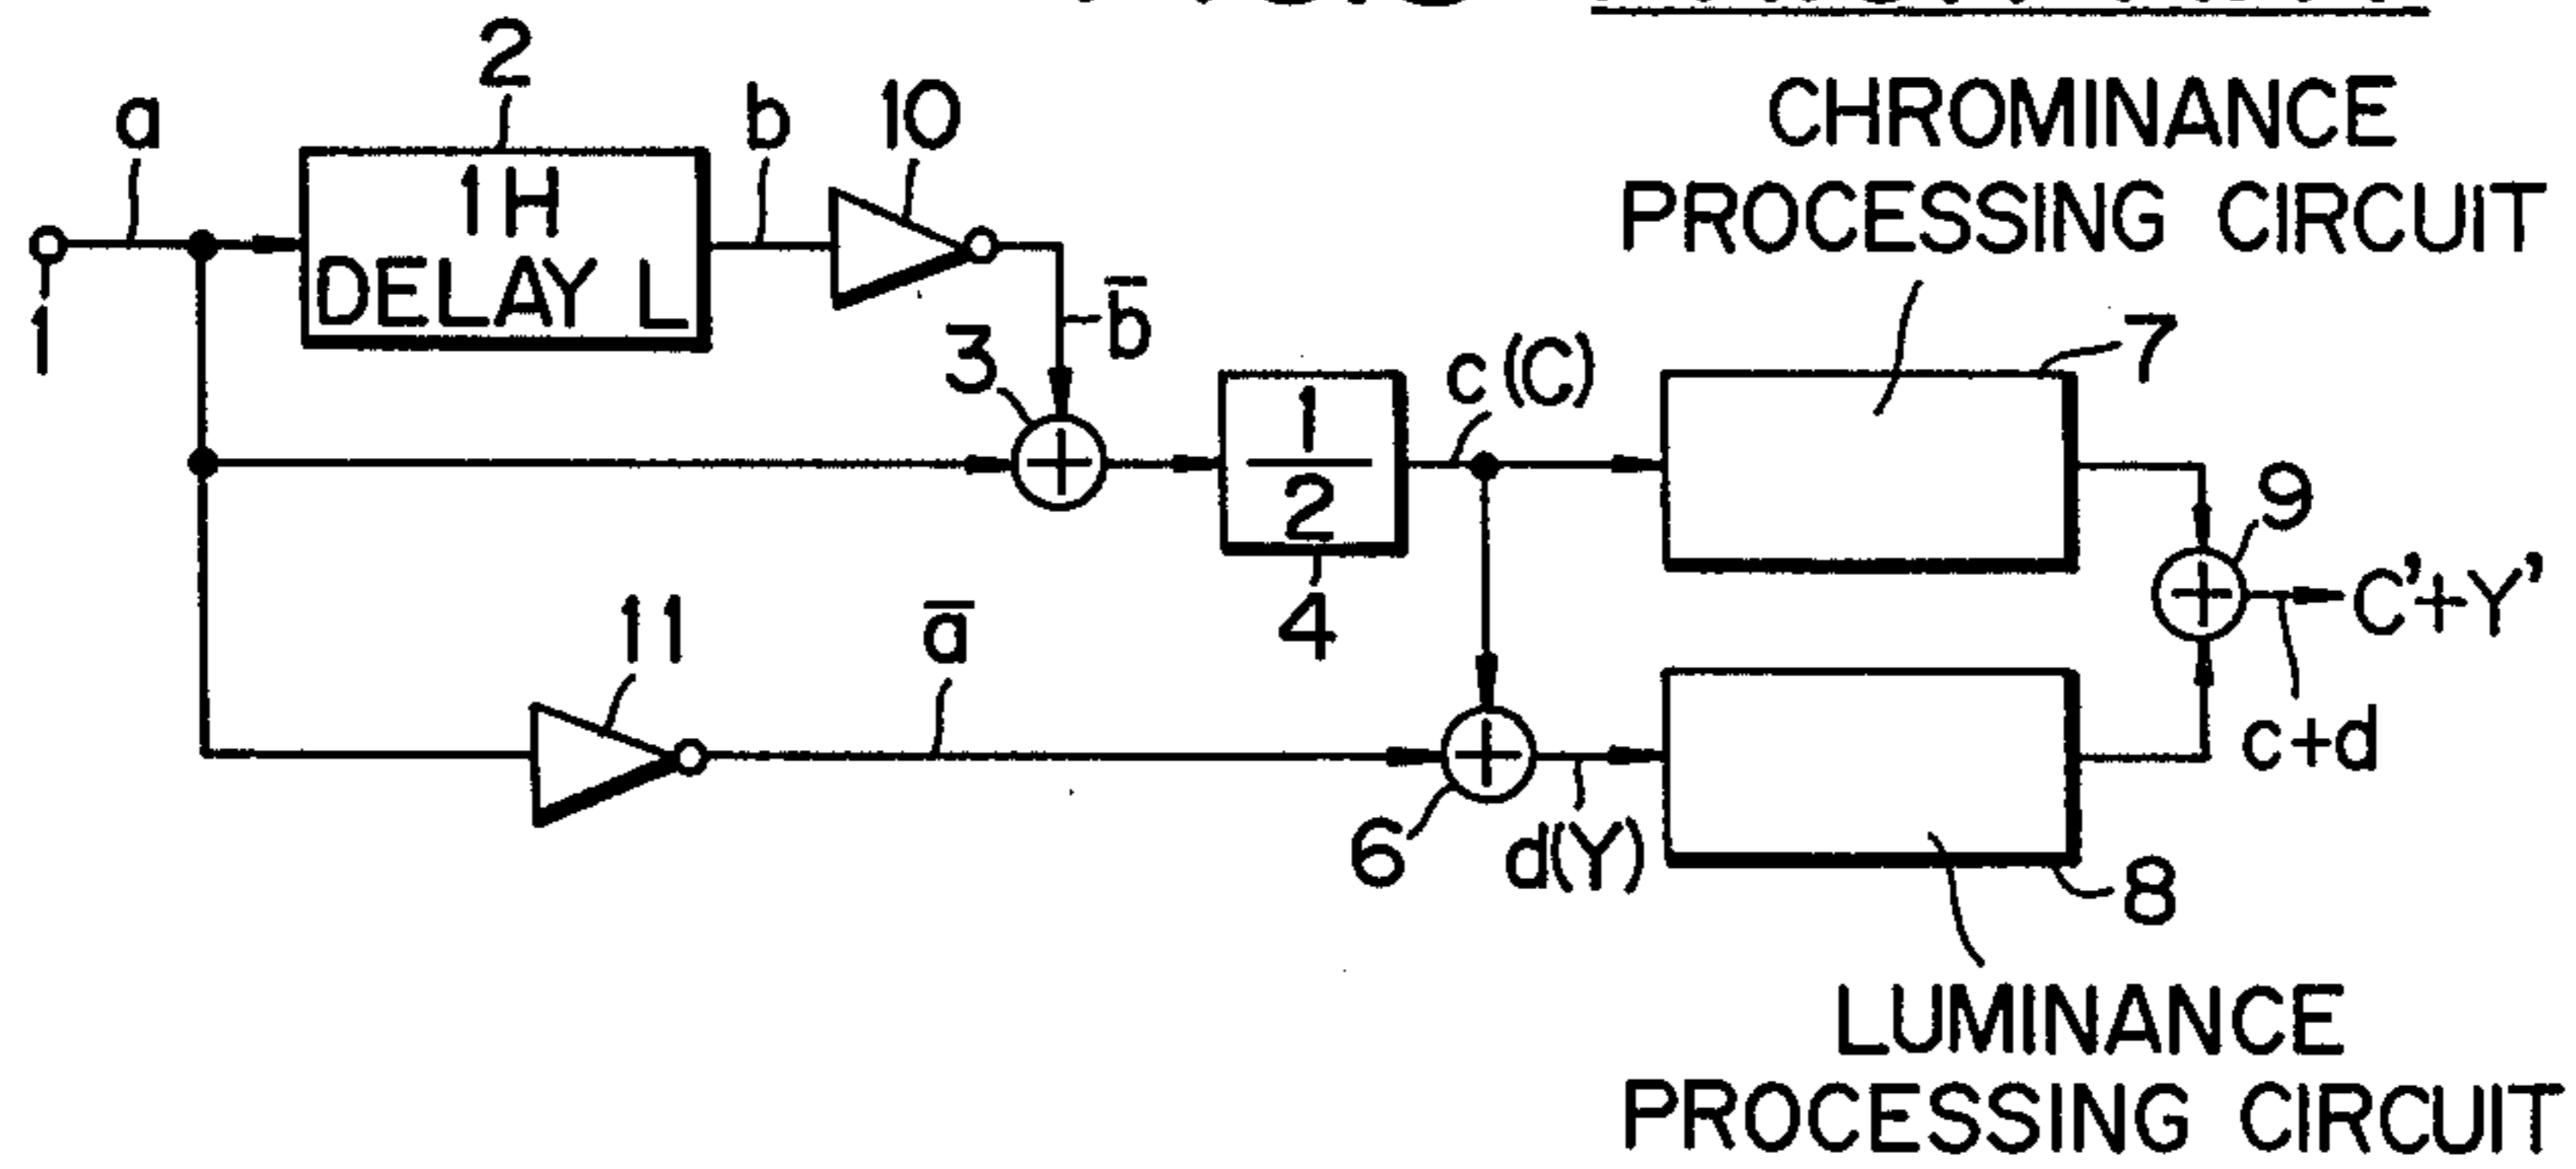 2
a
b
10
CHROMINANCE
PROCESSING CIRCUIT
1H
DELAY L
1
b̅
3
1
2
c (C)
7
9
C'+Y'
4
11
a̅
c+d
6
d(Y)
8
LUMINANCE
PROCESSING CIRCUIT